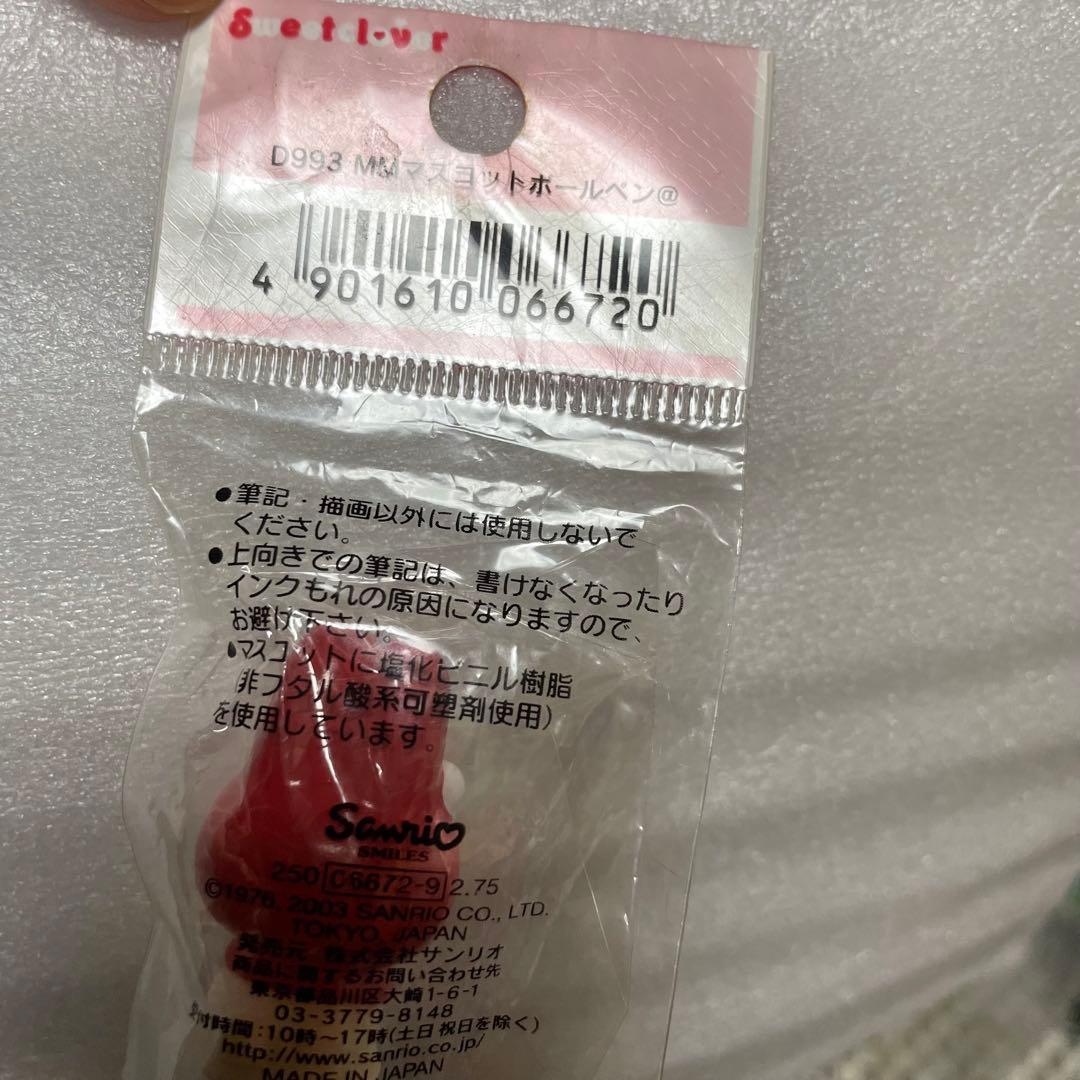 Sweetclover
D993 MMマスコットボールペン@
4 901610 066720
●筆記・描画以外には使用しないで
ください。
●上向きでの筆記は、書けなくなったり
インクもれの原因になりますので、
お避け下さい。
●マスコットに塩化ビニル樹脂
(非フタル酸系可塑剤使用)
を使用しています。
Sanrio
SMILES
250 C6672-9 2.75
©1976, 2003 SANRIO CO., LTD.
TOKYO, JAPAN
発売元 株式会社サンリオ
商品に関するお問い合わせ先
東京都品川区大崎1-6-1
03-3779-8148
受付時間:10時～17時(土日祝日を除く)
http://www.sanrio.co.jp/
MADE IN JAPAN